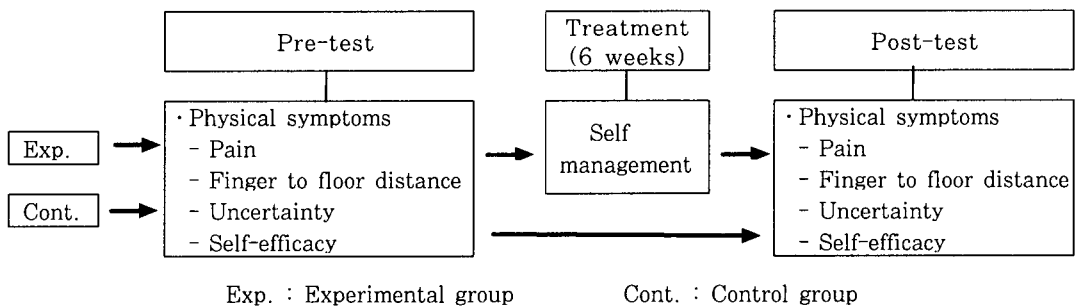 Pre-test
Treatment
(6 weeks)
Post-test
Exp.
Cont.
· Physical symptoms
- Pain
- Finger to floor distance
- Uncertainty
- Self-efficacy
Self
management
· Physical symptoms
- Pain
- Finger to floor distance
- Uncertainty
- Self-efficacy
Exp. : Experimental group Cont. : Control group